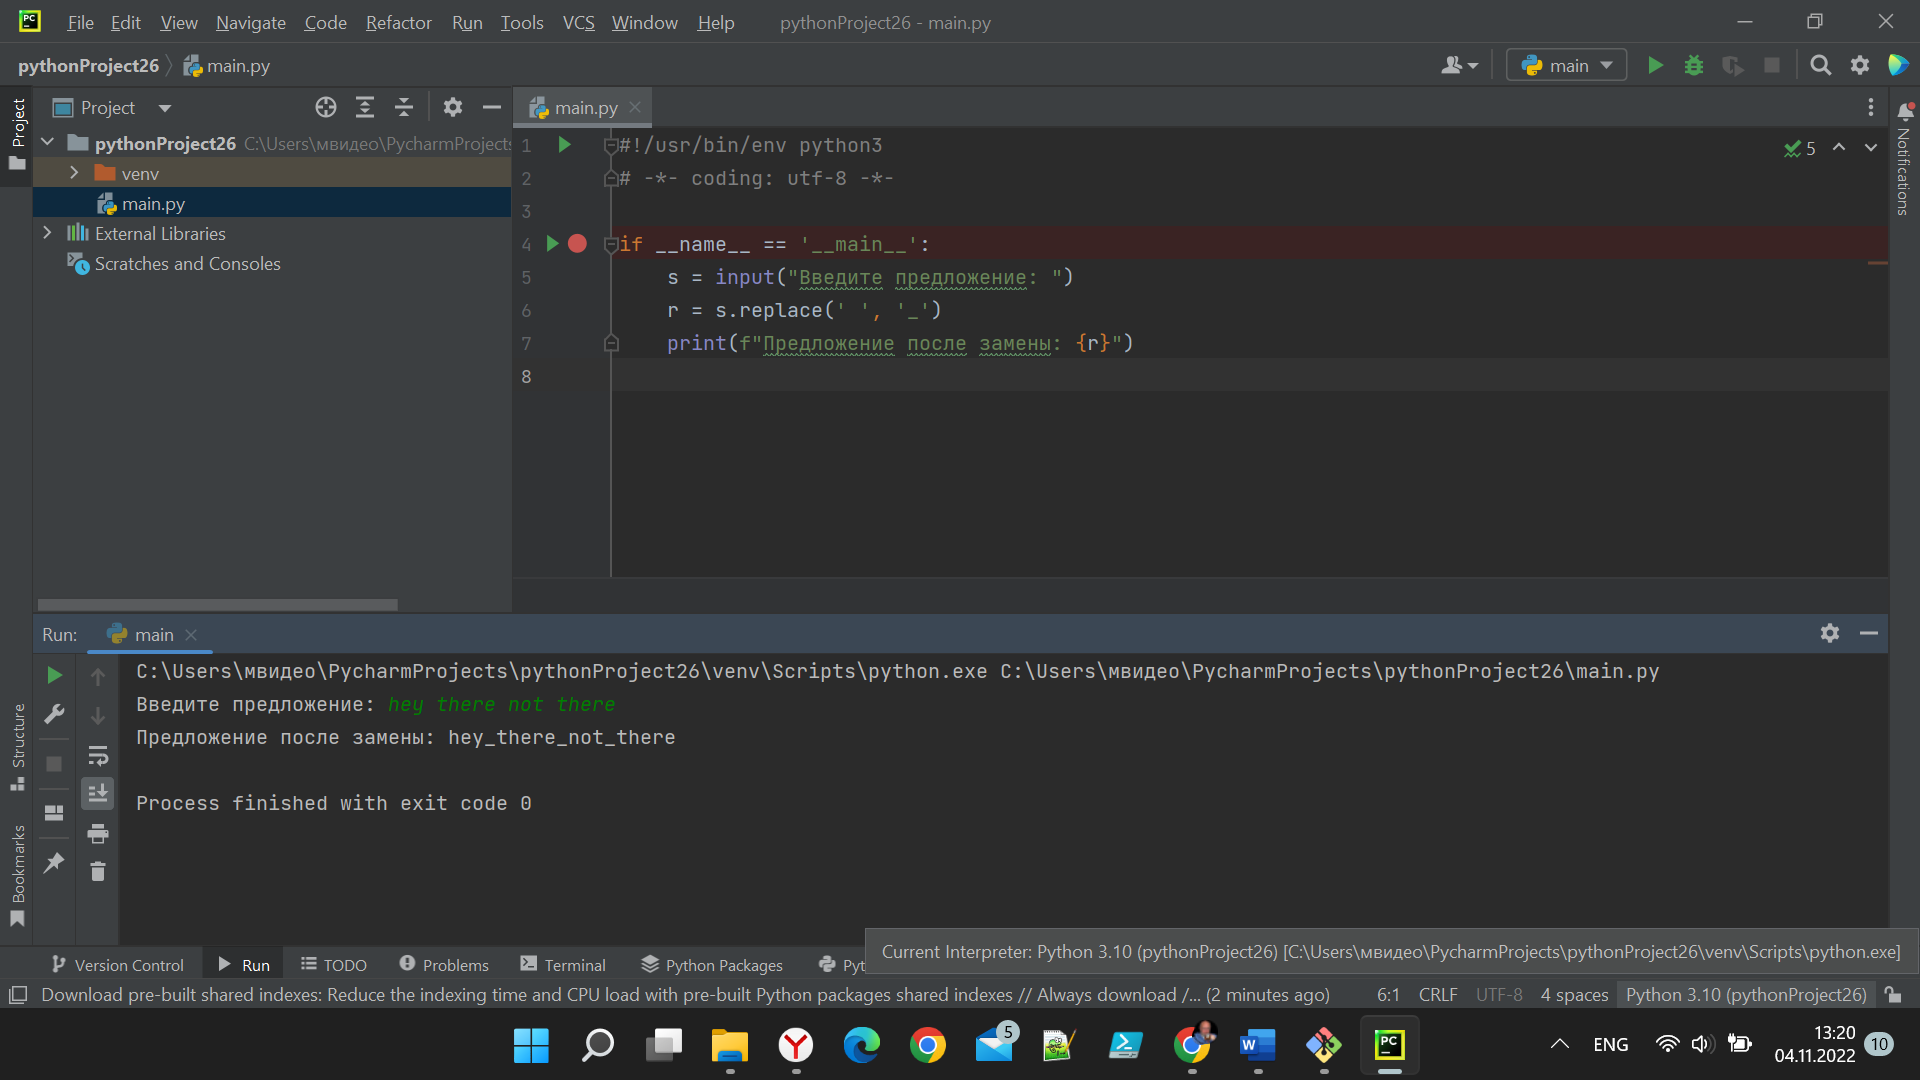 PC File Edit View Navigate Code Refactor Run Tools VCS Window Help pythonProject26 - main.py
pythonProject26 main.py main
Project
main.py
Project
pythonProject26 C:\Users\мвидео\PycharmProjects
venv
main.py
External Libraries
Scratches and Consoles
1 #!/usr/bin/env python3
2 # -*- coding: utf-8 -*-
3
4 if __name__ == '__main__':
5 s = input("Введите предложение: ")
6 r = s.replace(' ', '_')
7 print(f"Предложение после замены: {r}")
8
5
Notifications
Run: main
C:\Users\мвидео\PycharmProjects\pythonProject26\venv\Scripts\python.exe C:\Users\мвидео\PycharmProjects\pythonProject26\main.py
Введите предложение: hey there not there
Предложение после замены: hey_there_not_there
Process finished with exit code 0
Structure
Bookmarks
Current Interpreter: Python 3.10 (pythonProject26) [C:\Users\мвидео\PycharmProjects\pythonProject26\venv\Scripts\python.exe]
Version Control Run TODO Problems Terminal Python Packages Pyt
Download pre-built shared indexes: Reduce the indexing time and CPU load with pre-built Python packages shared indexes // Always download /... (2 minutes ago) 6:1 CRLF UTF-8 4 spaces Python 3.10 (pythonProject26)
5 W PC ENG 13:20 10
04.11.2022